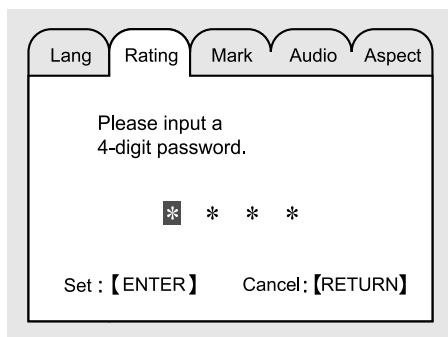 Lang Rating Mark Audio Aspect
Please input a
4-digit password.
* * * *
Set :【ENTER】 Cancel:【RETURN】